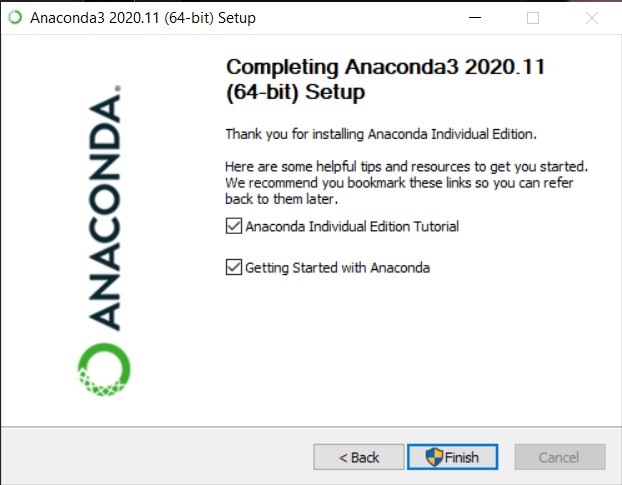 Anaconda3 2020.11 (64-bit) Setup
Completing Anaconda3 2020.11
(64-bit) Setup
Thank you for installing Anaconda Individual Edition.
Here are some helpful tips and resources to get you started.
We recommend you bookmark these links so you can refer
back to them later.
Anaconda Individual Edition Tutorial
Getting Started with Anaconda
ANACONDA.
< Back
Finish
Cancel